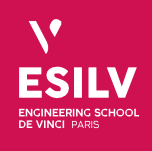 ESILV
ENGINEERING SCHOOL
DE VINCI PARIS